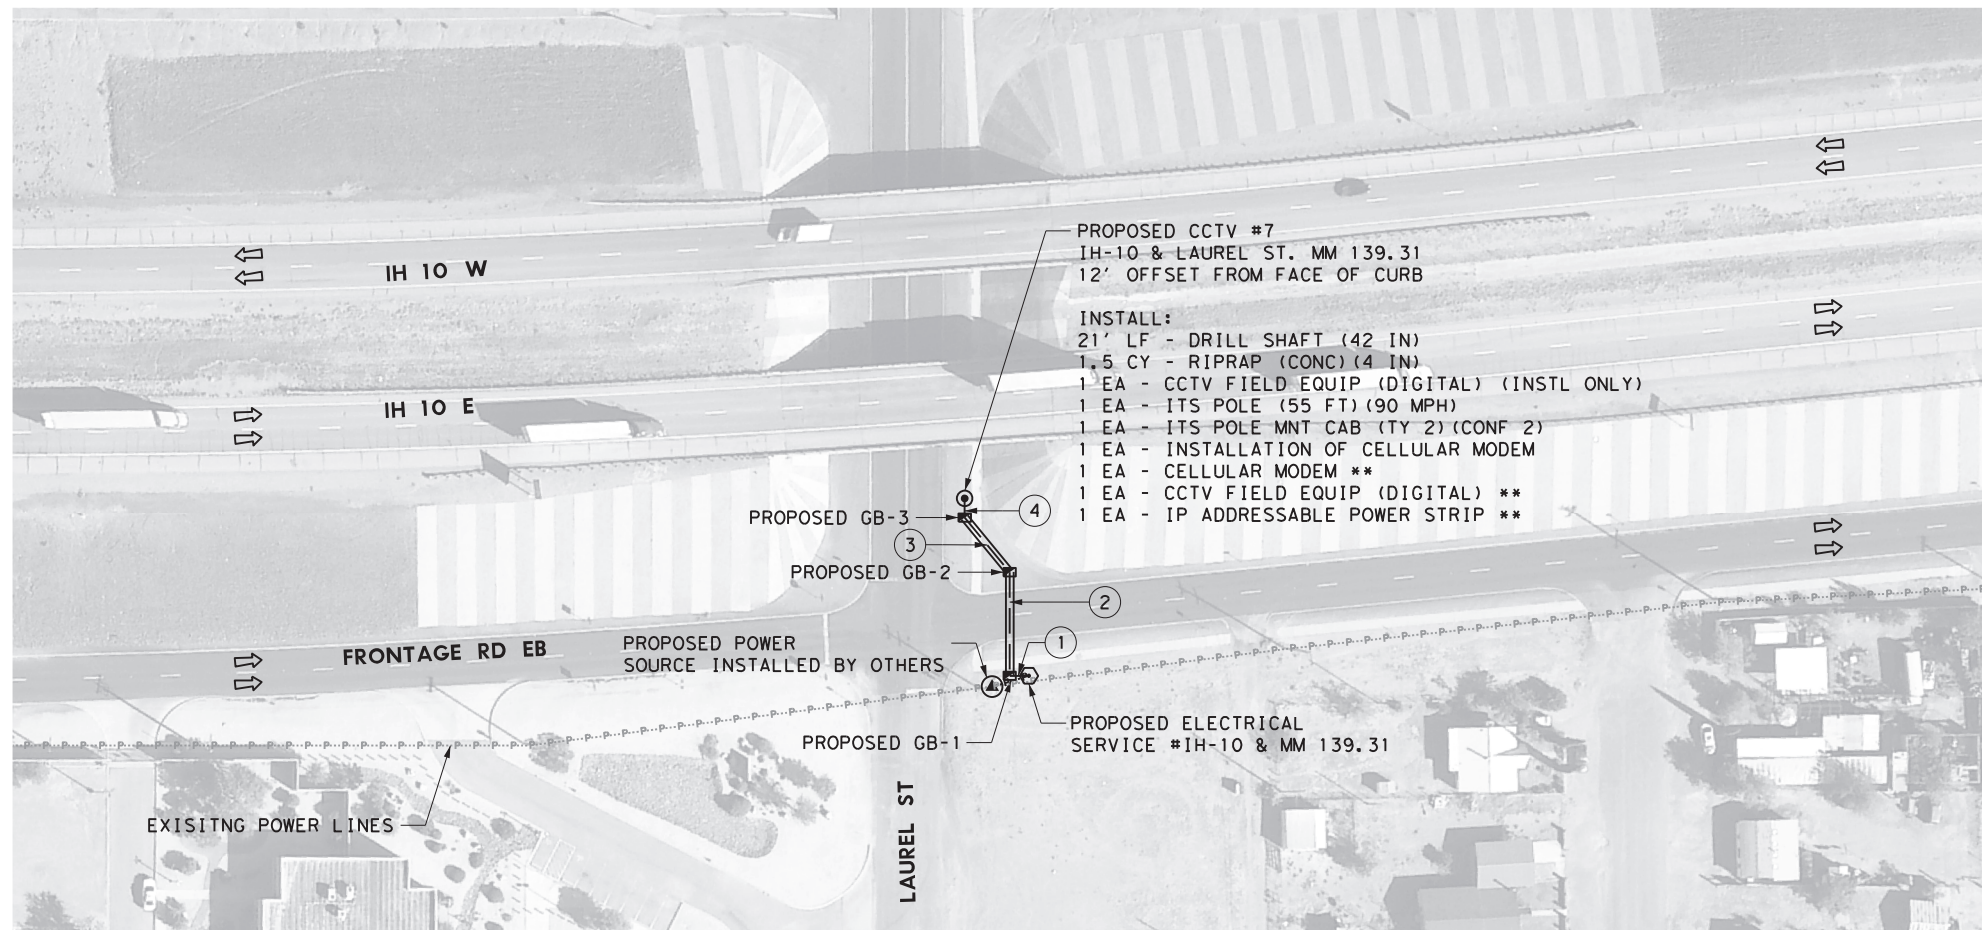 PROPOSED CCTV #7
IH-10 & LAUREL ST. MM 139.31
12' OFFSET FROM FACE OF CURB
IH 10 W
INSTALL:
21' LF - DRILL SHAFT (42 IN)
1.5 CY - RIPRAP (CONC)(4 IN)
1 EA - CCTV FIELD EQUIP (DIGITAL) (INSTL ONLY)
1 EA - ITS POLE (55 FT)(90 MPH)
1 EA - ITS POLE MNT CAB (TY 2)(CONF 2)
1 EA - INSTALLATION OF CELLULAR MODEM
1 EA - CELLULAR MODEM **
1 EA - CCTV FIELD EQUIP (DIGITAL) **
1 EA - IP ADDRESSABLE POWER STRIP **
IH 10 E
4
PROPOSED GB-3
3
PROPOSED GB-2
2
1
FRONTAGE RD EB
PROPOSED POWER
SOURCE INSTALLED BY OTHERS
PROPOSED ELECTRICAL
SERVICE #IH-10 & MM 139.31
PROPOSED GB-1
LAUREL ST
EXISITNG POWER LINES